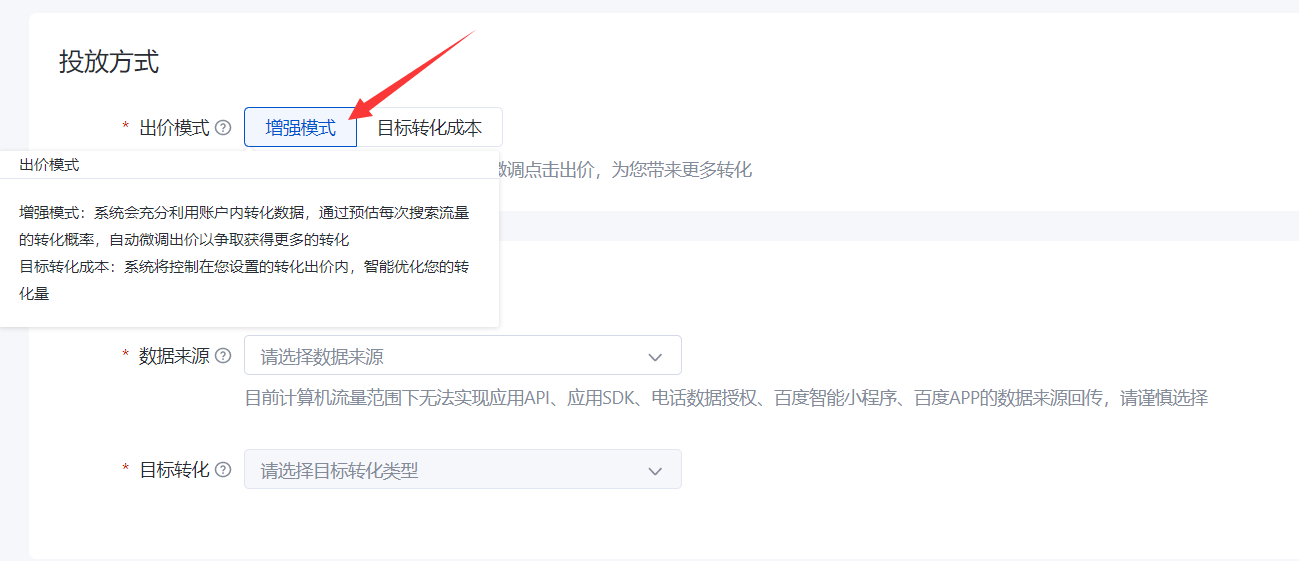 投放方式
* 出价模式 增强模式 目标转化成本
出价模式
微调点击出价，为您带来更多转化
增强模式：系统会充分利用账户内转化数据，通过预估每次搜索流量
的转化概率，自动微调出价以争取获得更多的转化
目标转化成本：系统将控制在您设置的转化出价内，智能优化您的转
化量
* 数据来源 请选择数据来源
目前计算机流量范围下无法实现应用API、应用SDK、电话数据授权、百度智能小程序、百度APP的数据来源回传，请谨慎选择
* 目标转化 请选择目标转化类型